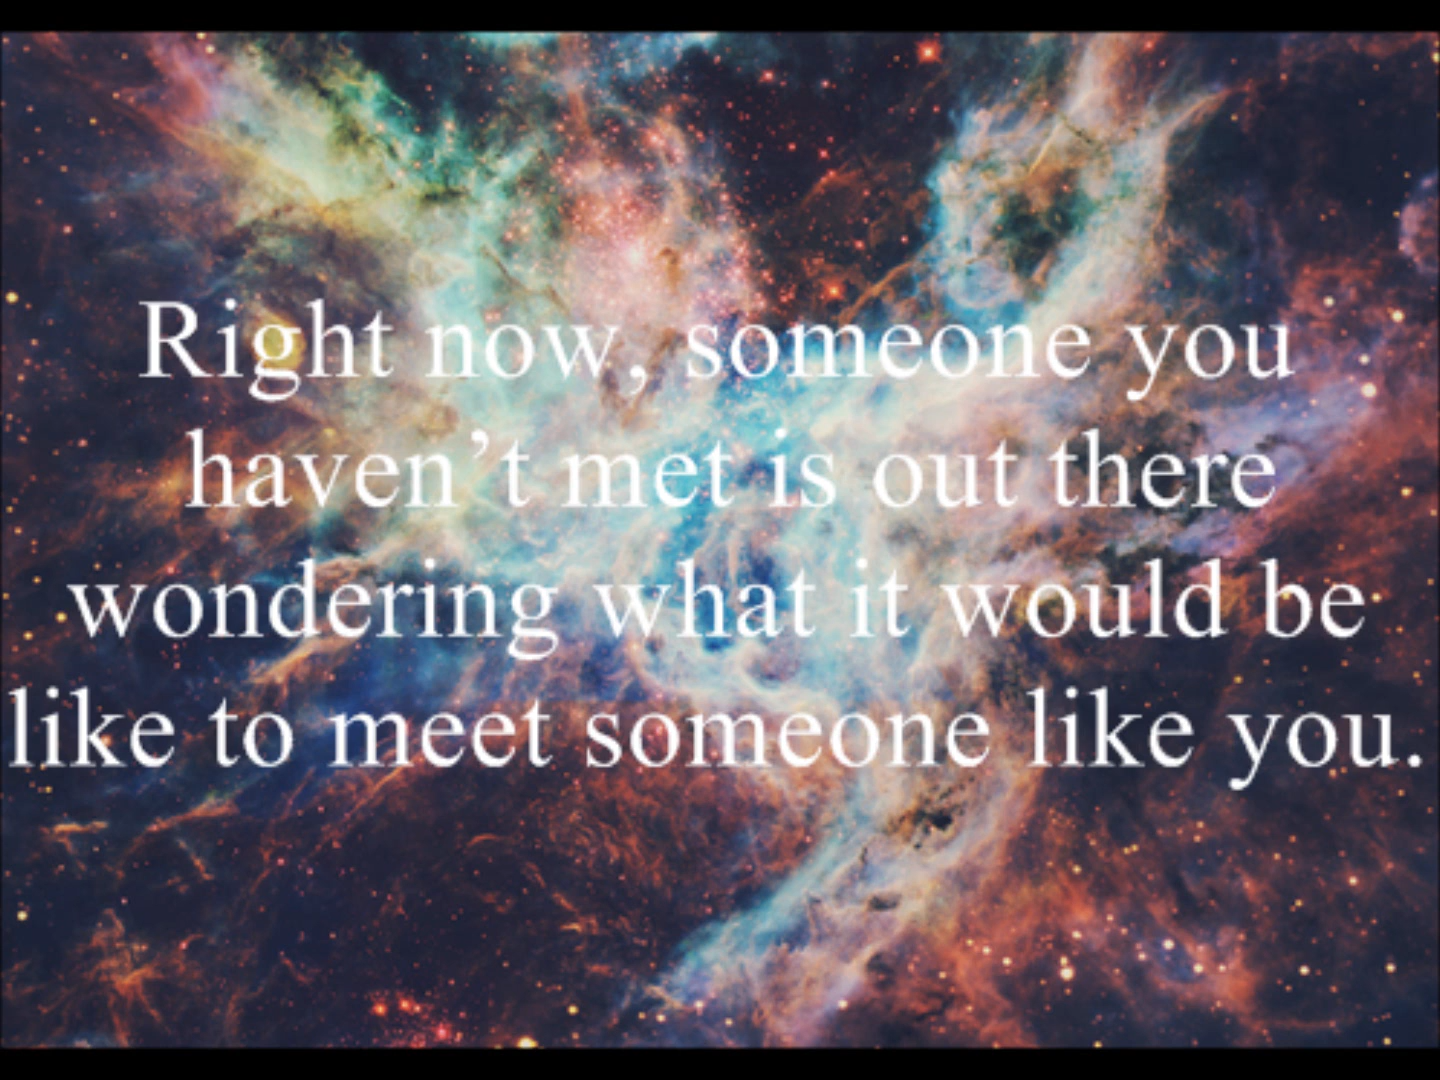 Right now, someone you
haven’t met is out there
wondering what it would be
like to meet someone like you.